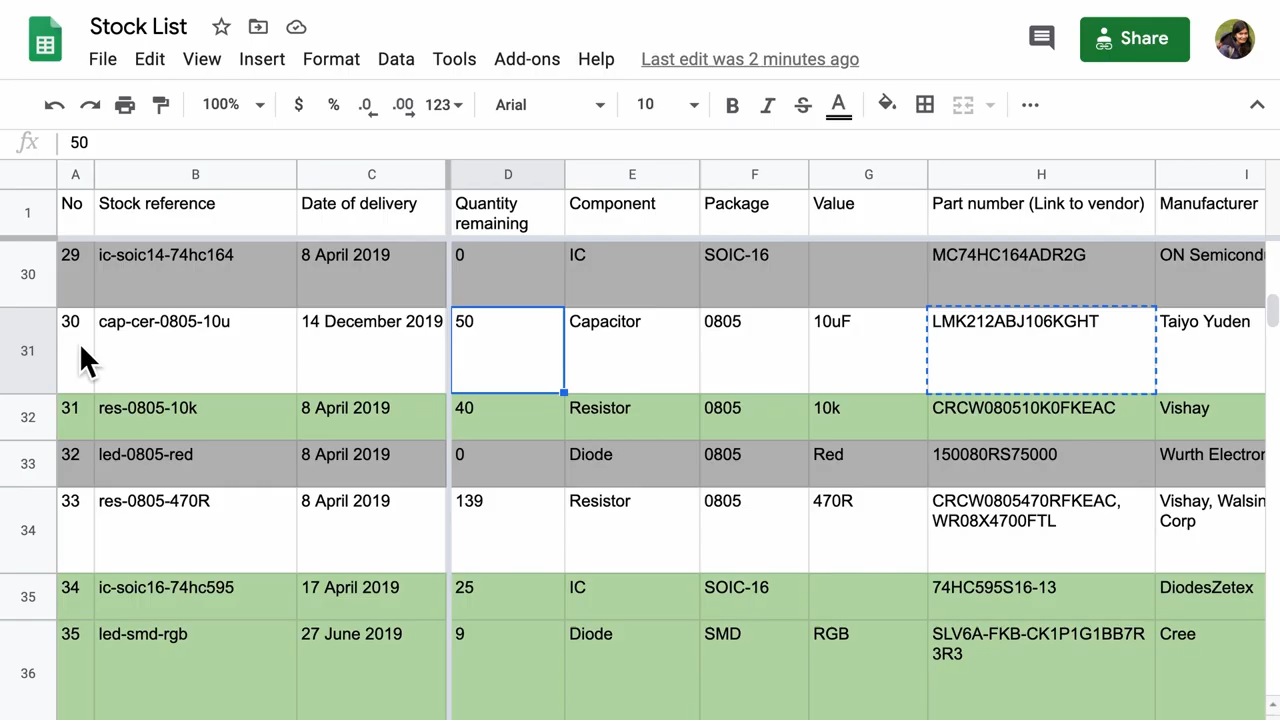 Stock List
File Edit View Insert Format Data Tools Add-ons Help Last edit was 2 minutes ago
Share
100% $ % .0 .00 123 Arial 10 B I S A
fx 50
A B C D E F G H I
1 No Stock reference Date of delivery Quantity remaining Component Package Value Part number (Link to vendor) Manufacturer
30 29 ic-soic14-74hc164 8 April 2019 0 IC SOIC-16 MC74HC164ADR2G ON Semicond
31 30 cap-cer-0805-10u 14 December 2019 50 Capacitor 0805 10uF LMK212ABJ106KGHT Taiyo Yuden
32 31 res-0805-10k 8 April 2019 40 Resistor 0805 10k CRCW080510K0FKEAC Vishay
33 32 led-0805-red 8 April 2019 0 Diode 0805 Red 150080RS75000 Wurth Electron
34 33 res-0805-470R 8 April 2019 139 Resistor 0805 470R CRCW0805470RFKEAC, Vishay, Walsin
WR08X4700FTL Corp
35 34 ic-soic16-74hc595 17 April 2019 25 IC SOIC-16 74HC595S16-13 DiodesZetex
36 35 led-smd-rgb 27 June 2019 9 Diode SMD RGB SLV6A-FKB-CK1P1G1BB7R Cree
3R3